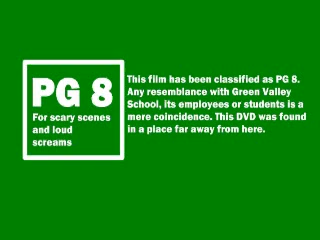 PG 8
For scary scenes
and loud
screams
This film has been classified as PG 8.
Any resemblance with Green Valley
School, its employees or students is a
mere coincidence. This DVD was found
in a place far away from here.